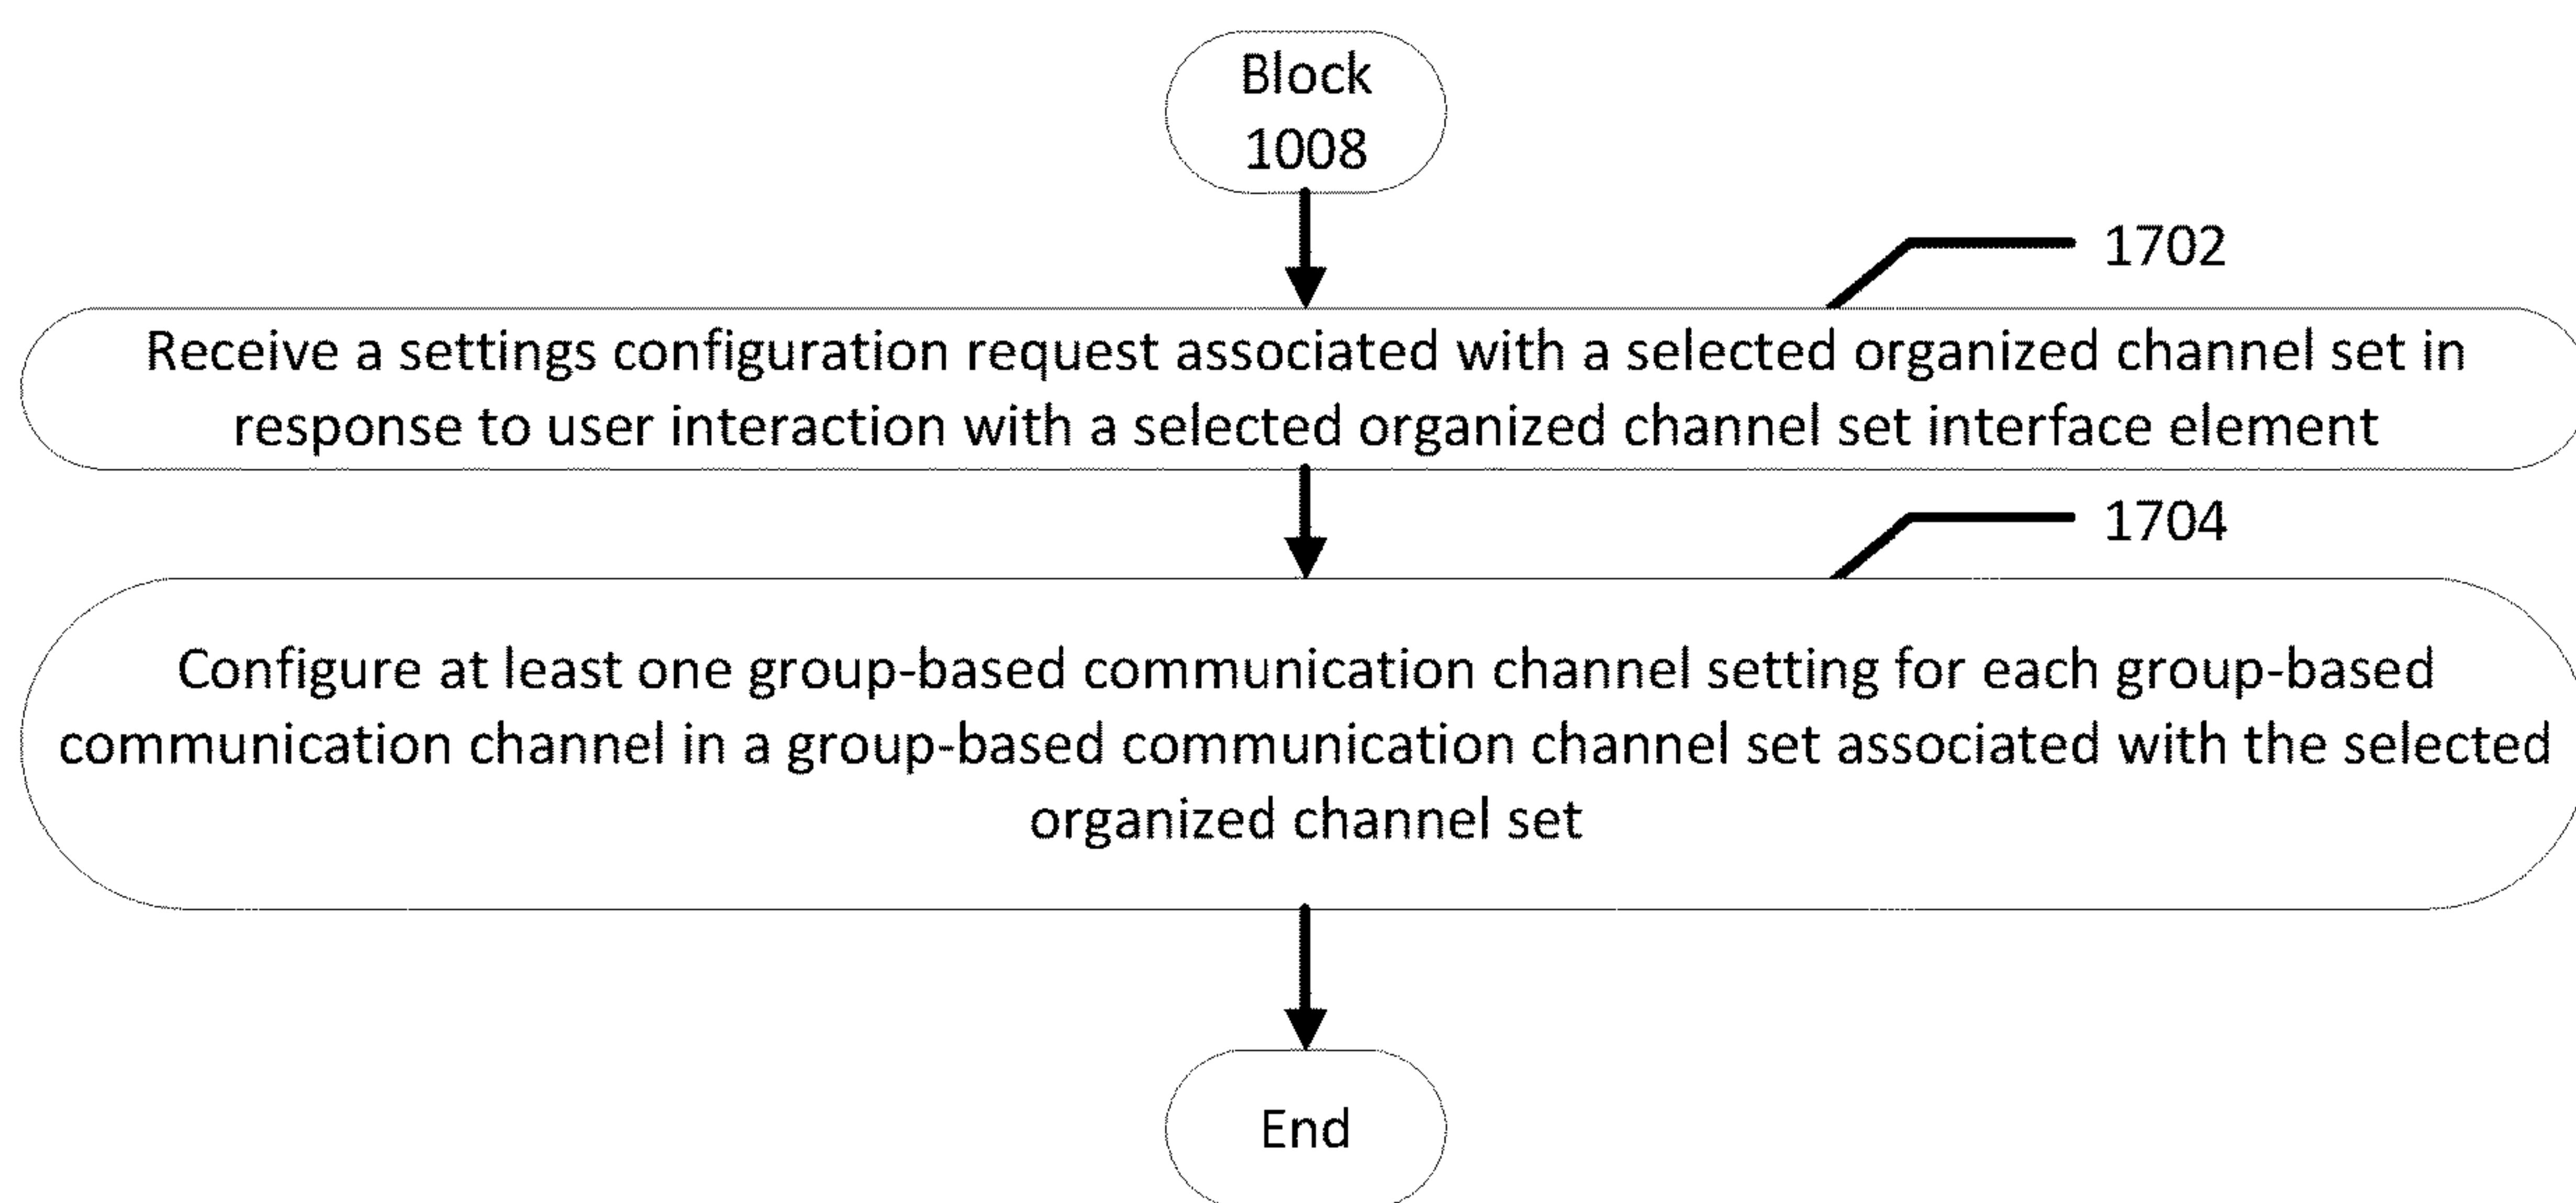 Block
1008
1702
Receive a settings configuration request associated with a selected organized channel set in
response to user interaction with a selected organized channel set interface element
1704
Configure at least one group-based communication channel setting for each group-based
communication channel in a group-based communication channel set associated with the selected
organized channel set
End